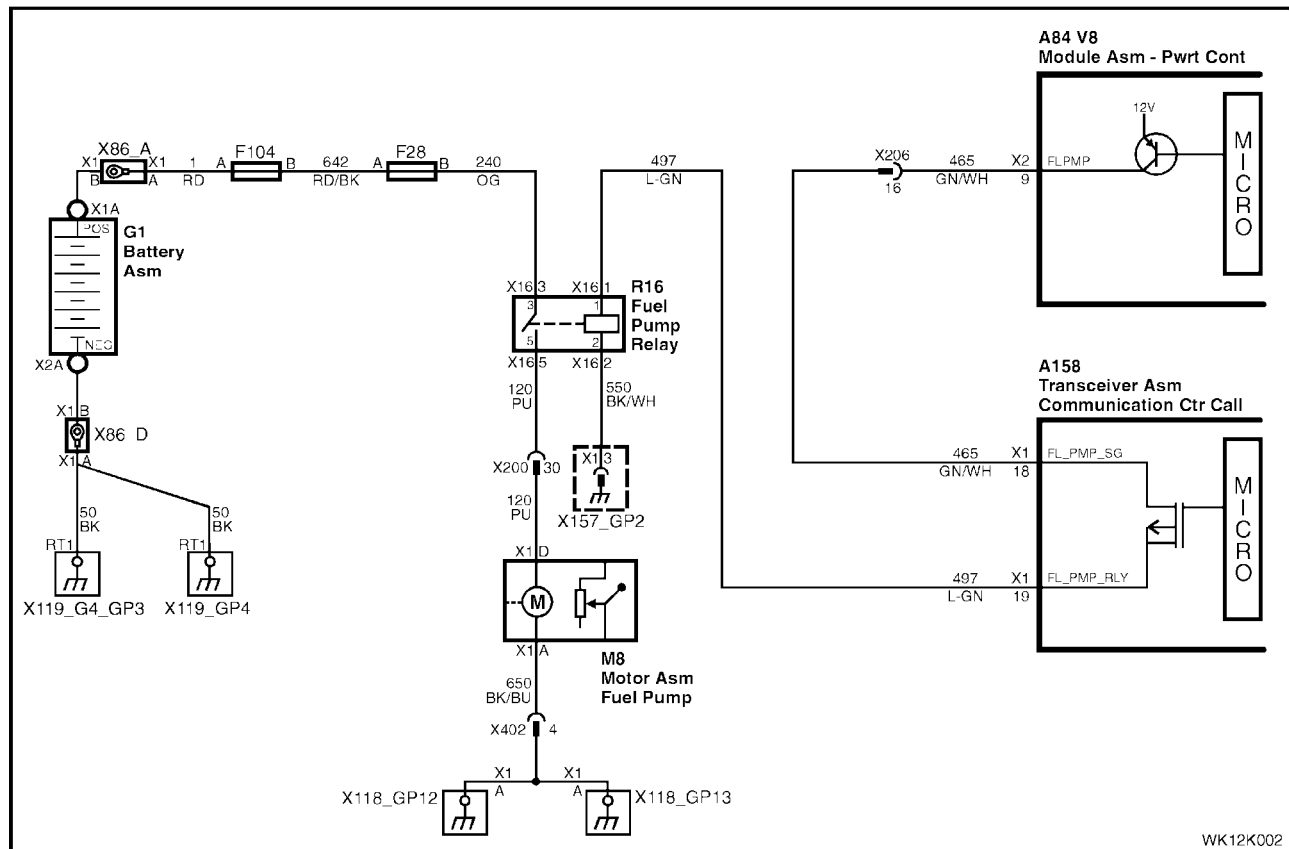 A84 V8
Module Asm - Pwrt Cont
12V
MICRO
X2
FLPMP
9
X206
16
465
GN/WH
X86_A
X1
B
X1
A
1
RD
A
F104
B
642
RD/BK
A
F28
B
240
OG
497
L-GN
X1A
POS
G1
Battery
Asm
NEG
X2A
X1 B
X86 D
X1 A
50
BK
50
BK
RT1
RT1
X119_G4_GP3
X119_GP4
X16 3
X16 1
3
1
5
2
R16
Fuel
Pump
Relay
X16 5
X16 2
120
PU
550
BK/WH
X200
30
X1 3
X157_GP2
120
PU
X1 D
M
X1 A
M8
Motor Asm
Fuel Pump
650
BK/BU
X402
4
X1
A
X1
A
X118_GP12
X118_GP13
A158
Transceiver Asm
Communication Ctr Call
465
GN/WH
X1
18
FL_PMP_SG
MICRO
497
L-GN
X1
19
FL_PMP_RLY
WK12K002